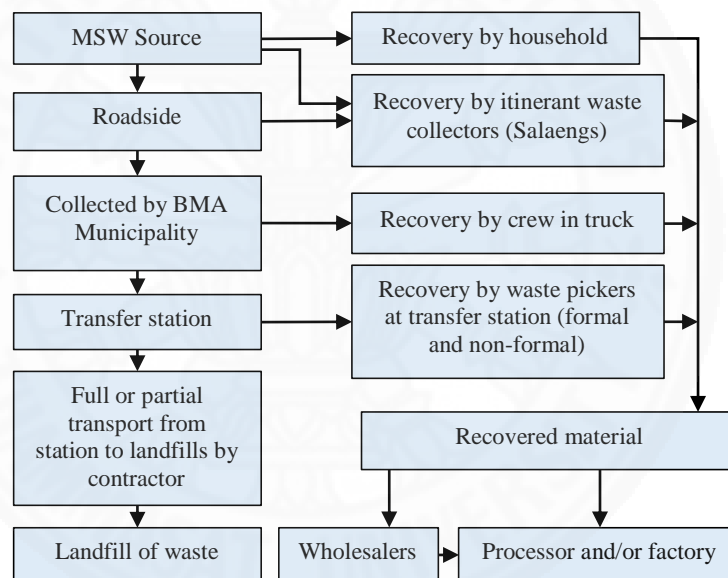 MSW Source
Recovery by household
Roadside
Recovery by itinerant waste
collectors (Salaengs)
Collected by BMA
Municipality
Recovery by crew in truck
Transfer station
Recovery by waste pickers
at transfer station (formal
and non-formal)
Full or partial
transport from
station to landfills by
contractor
Recovered material
Landfill of waste
Wholesalers
Processor and/or factory